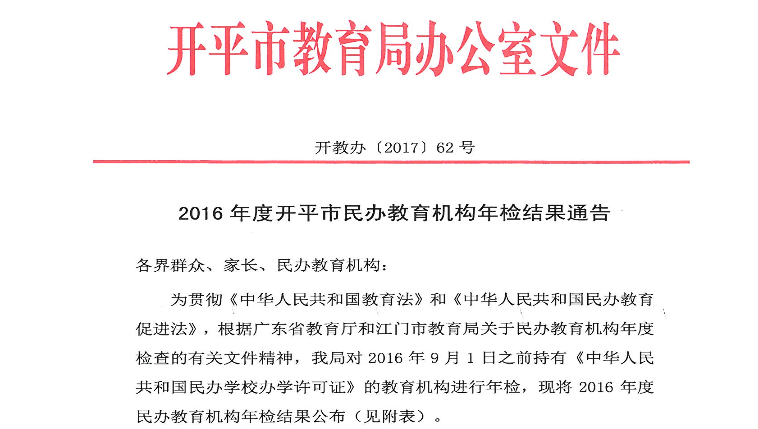 开平市教育局办公室文件
开教办〔2017〕62号
2016年度开平市民办教育机构年检结果通告
各界群众、家长、民办教育机构：
为贯彻《中华人民共和国教育法》和《中华人民共和国民办教育
促进法》，根据广东省教育厅和江门市教育局关于民办教育机构年度
检查的有关文件精神，我局对2016年9月1日之前持有《中华人民
共和国民办学校办学许可证》的教育机构进行年检，现将2016年度
民办教育机构年检结果公布（见附表）。